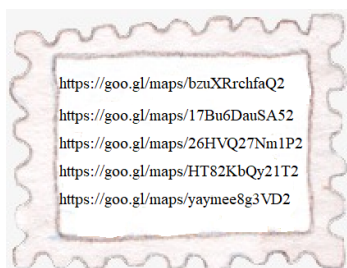 https://goo.gl/maps/bzuXRrchfaQ2
https://goo.gl/maps/17Bu6DauSA52
https://goo.gl/maps/26HVQ27Nm1P2
https://goo.gl/maps/HT82KbQy21T2
https://goo.gl/maps/yaymee8g3VD2